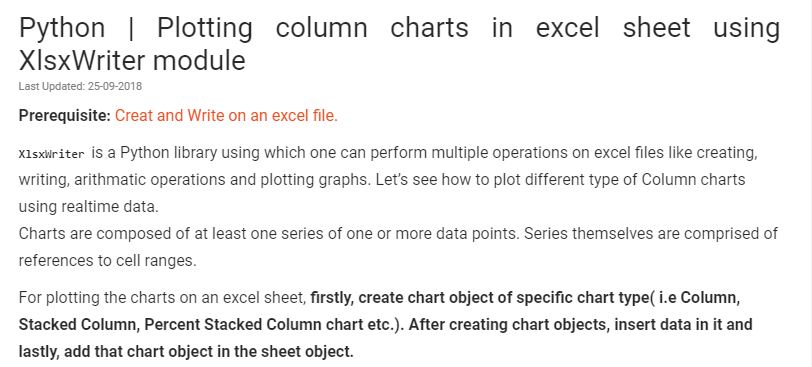 Python | Plotting column charts in excel sheet using
XlsxWriter module
Last Updated: 25-09-2018
Prerequisite: Creat and Write on an excel file.
XlsxWriter is a Python library using which one can perform multiple operations on excel files like creating,
writing, arithmatic operations and plotting graphs. Let’s see how to plot different type of Column charts
using realtime data.
Charts are composed of at least one series of one or more data points. Series themselves are comprised of
references to cell ranges.
For plotting the charts on an excel sheet, firstly, create chart object of specific chart type( i.e Column,
Stacked Column, Percent Stacked Column chart etc.). After creating chart objects, insert data in it and
lastly, add that chart object in the sheet object.